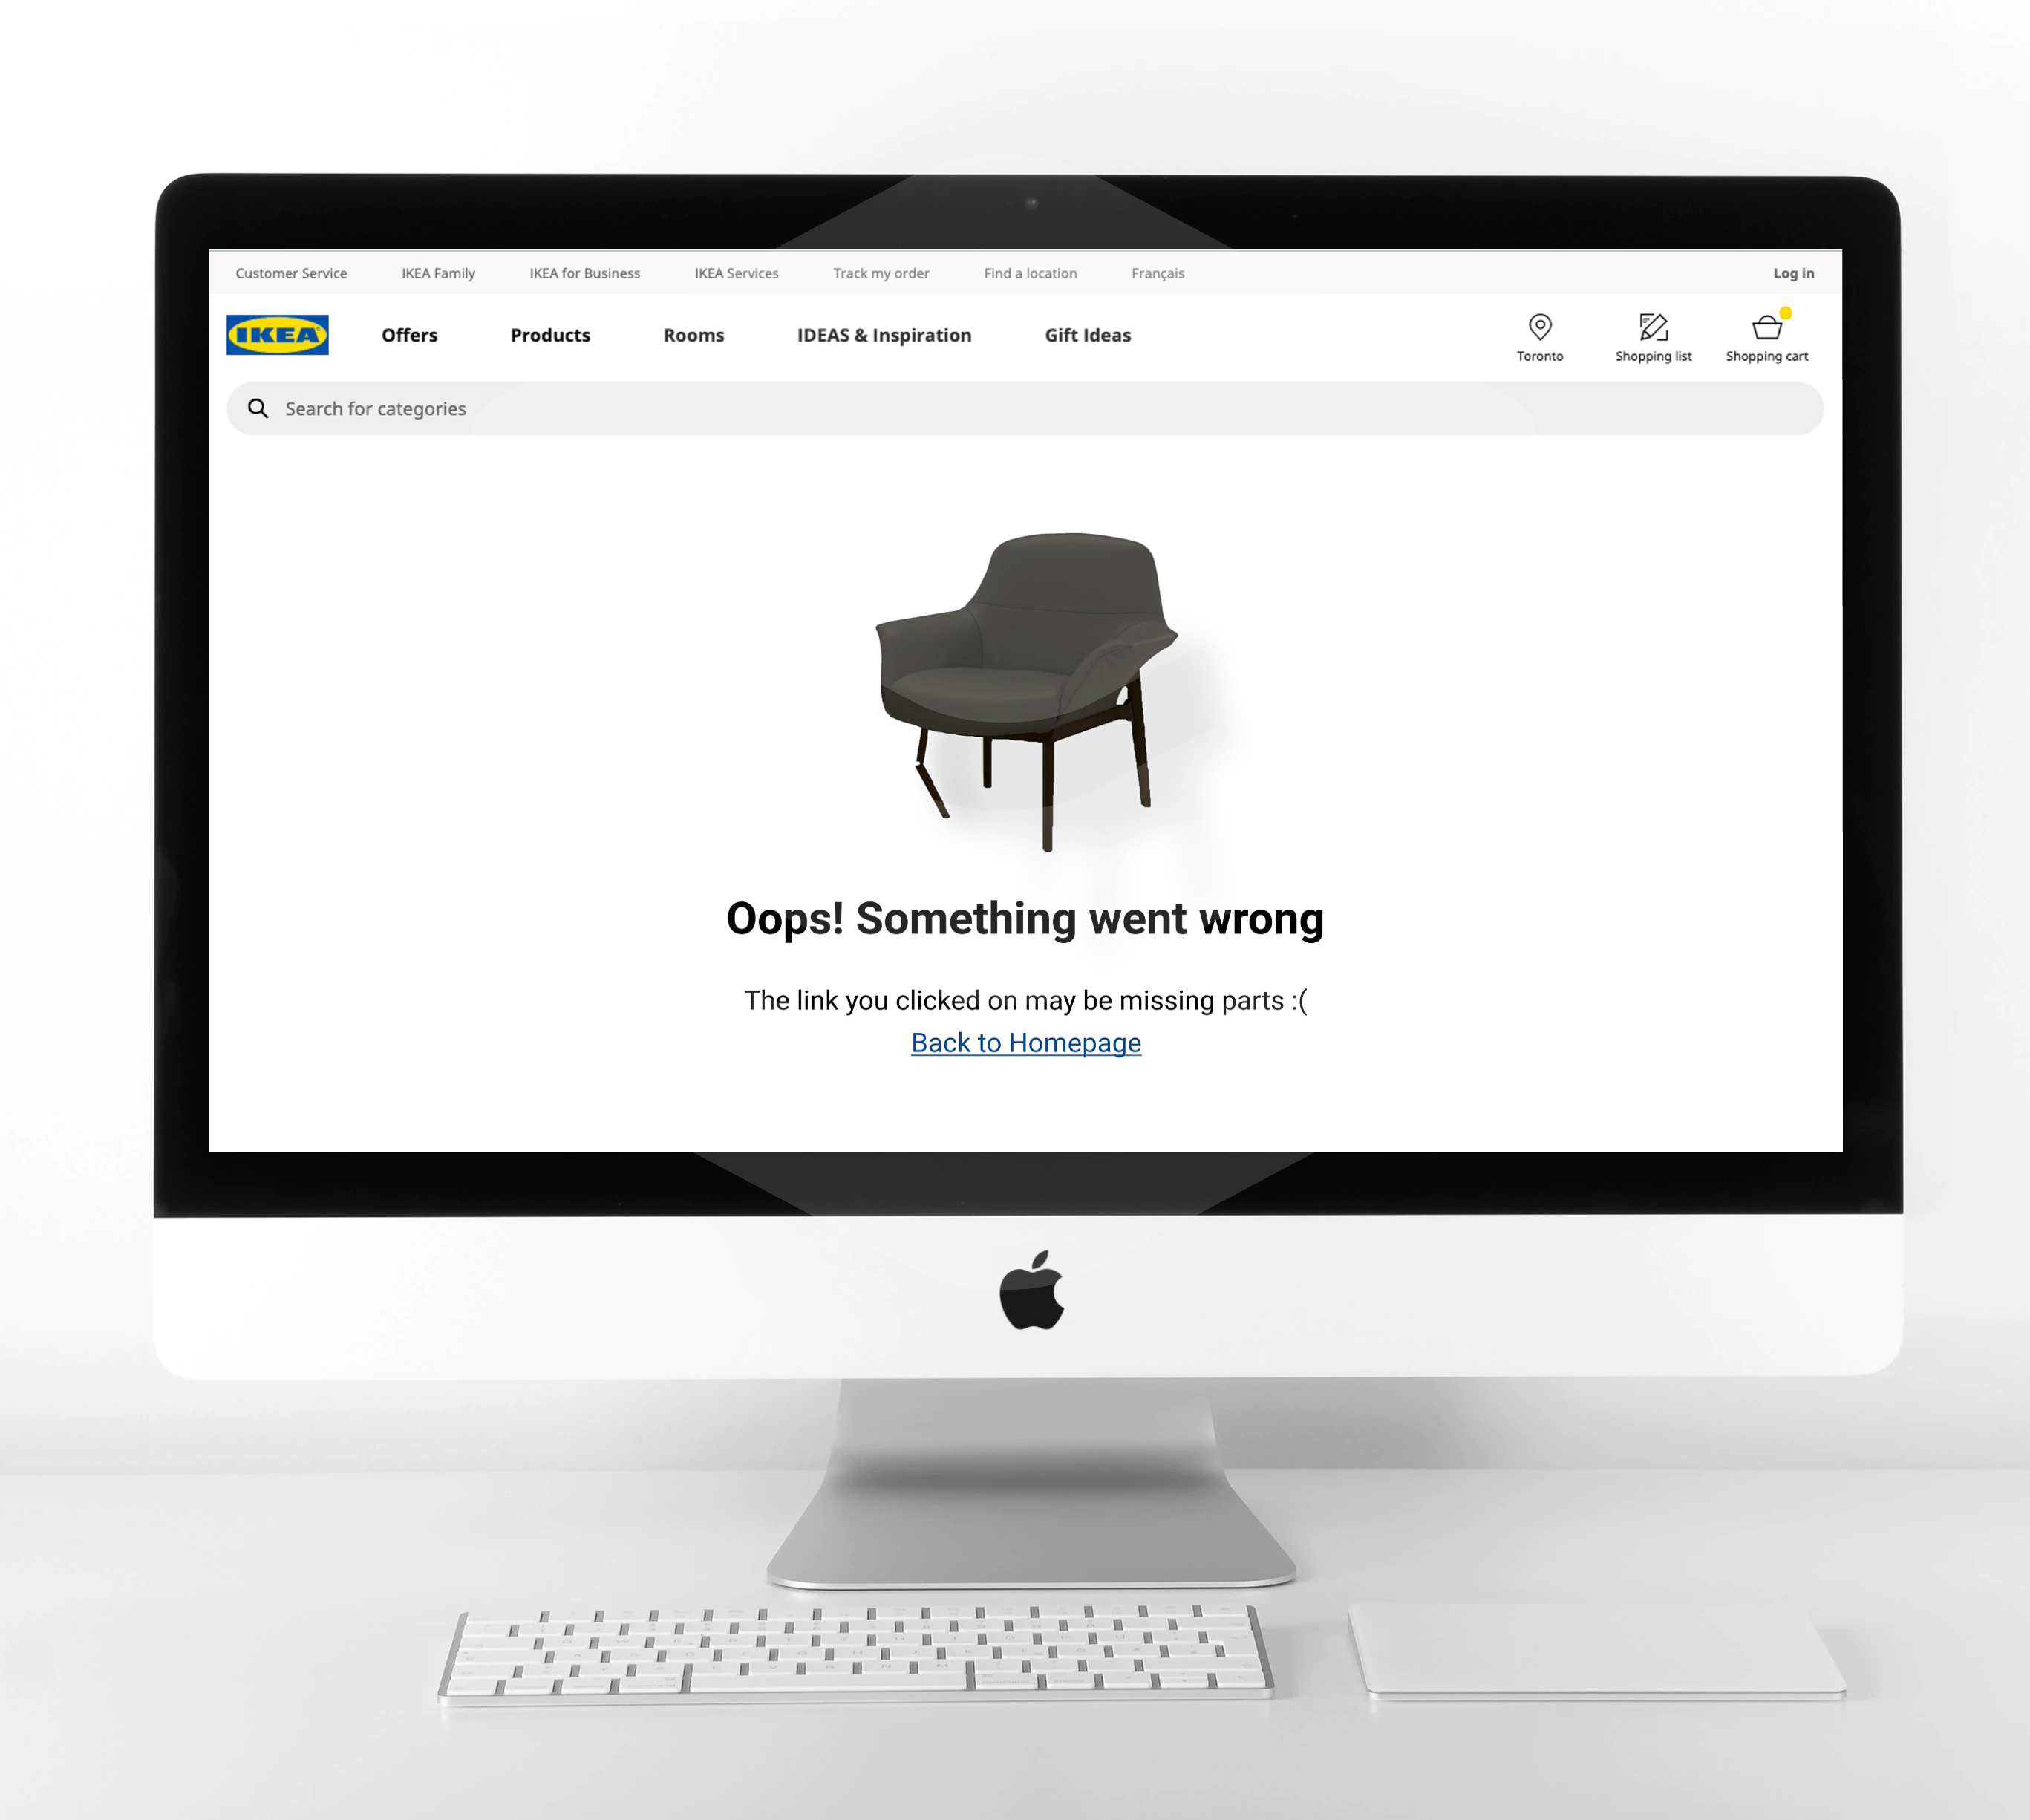 Customer Service IKEA Family IKEA for Business IKEA Services Track my order Find a location Français Log in
IKEA Offers Products Rooms IDEAS & Inspiration Gift Ideas Toronto Shopping list Shopping cart
Search for categories
Oops! Something went wrong
The link you clicked on may be missing parts :(
Back to Homepage